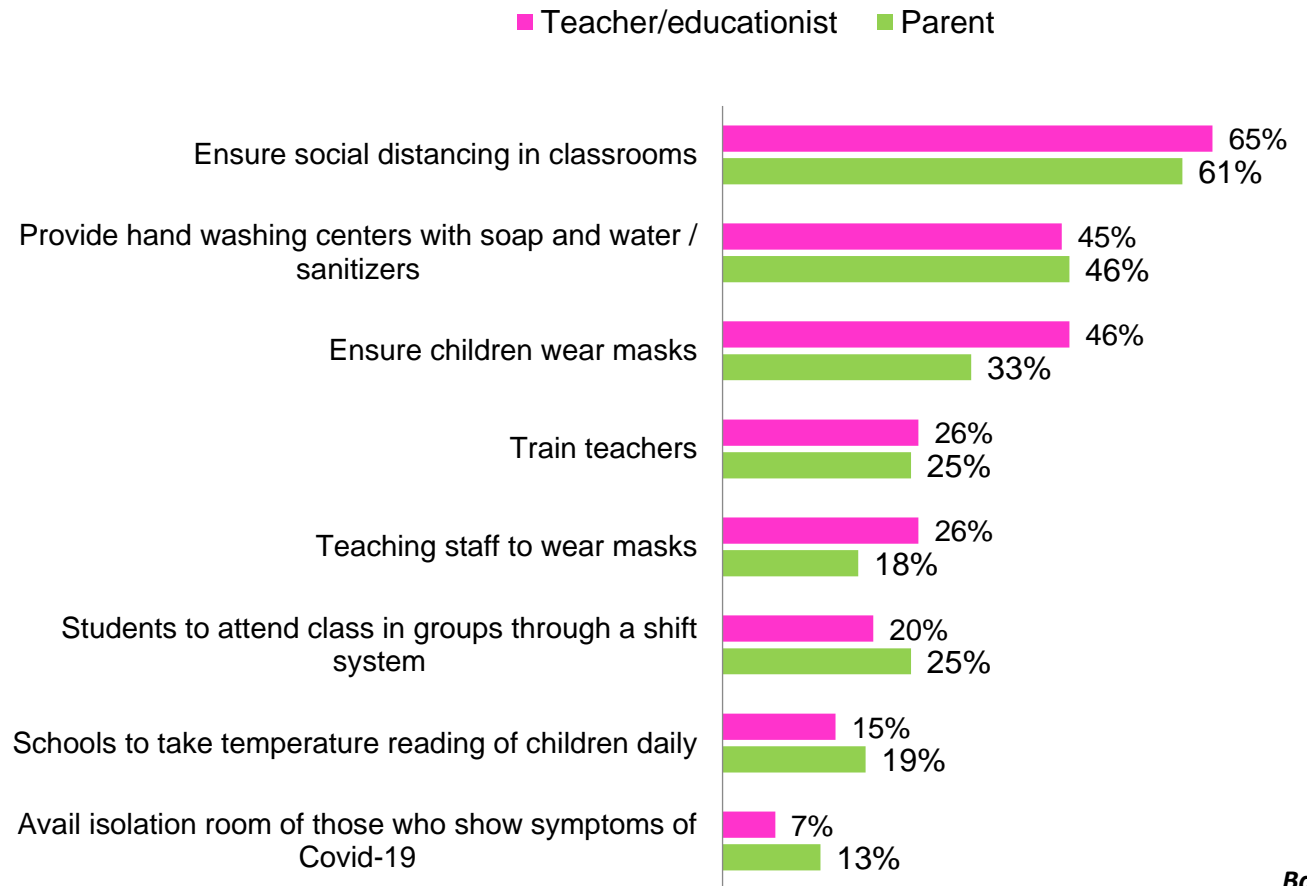 Teacher/educationist Parent
Ensure social distancing in classrooms
65%
61%
Provide hand washing centers with soap and water /
sanitizers
45%
46%
Ensure children wear masks
46%
33%
Train teachers
26%
25%
Teaching staff to wear masks
26%
18%
Students to attend class in groups through a shift
system
20%
25%
Schools to take temperature reading of children daily
15%
19%
Avail isolation room of those who show symptoms of
Covid-19
7%
13%